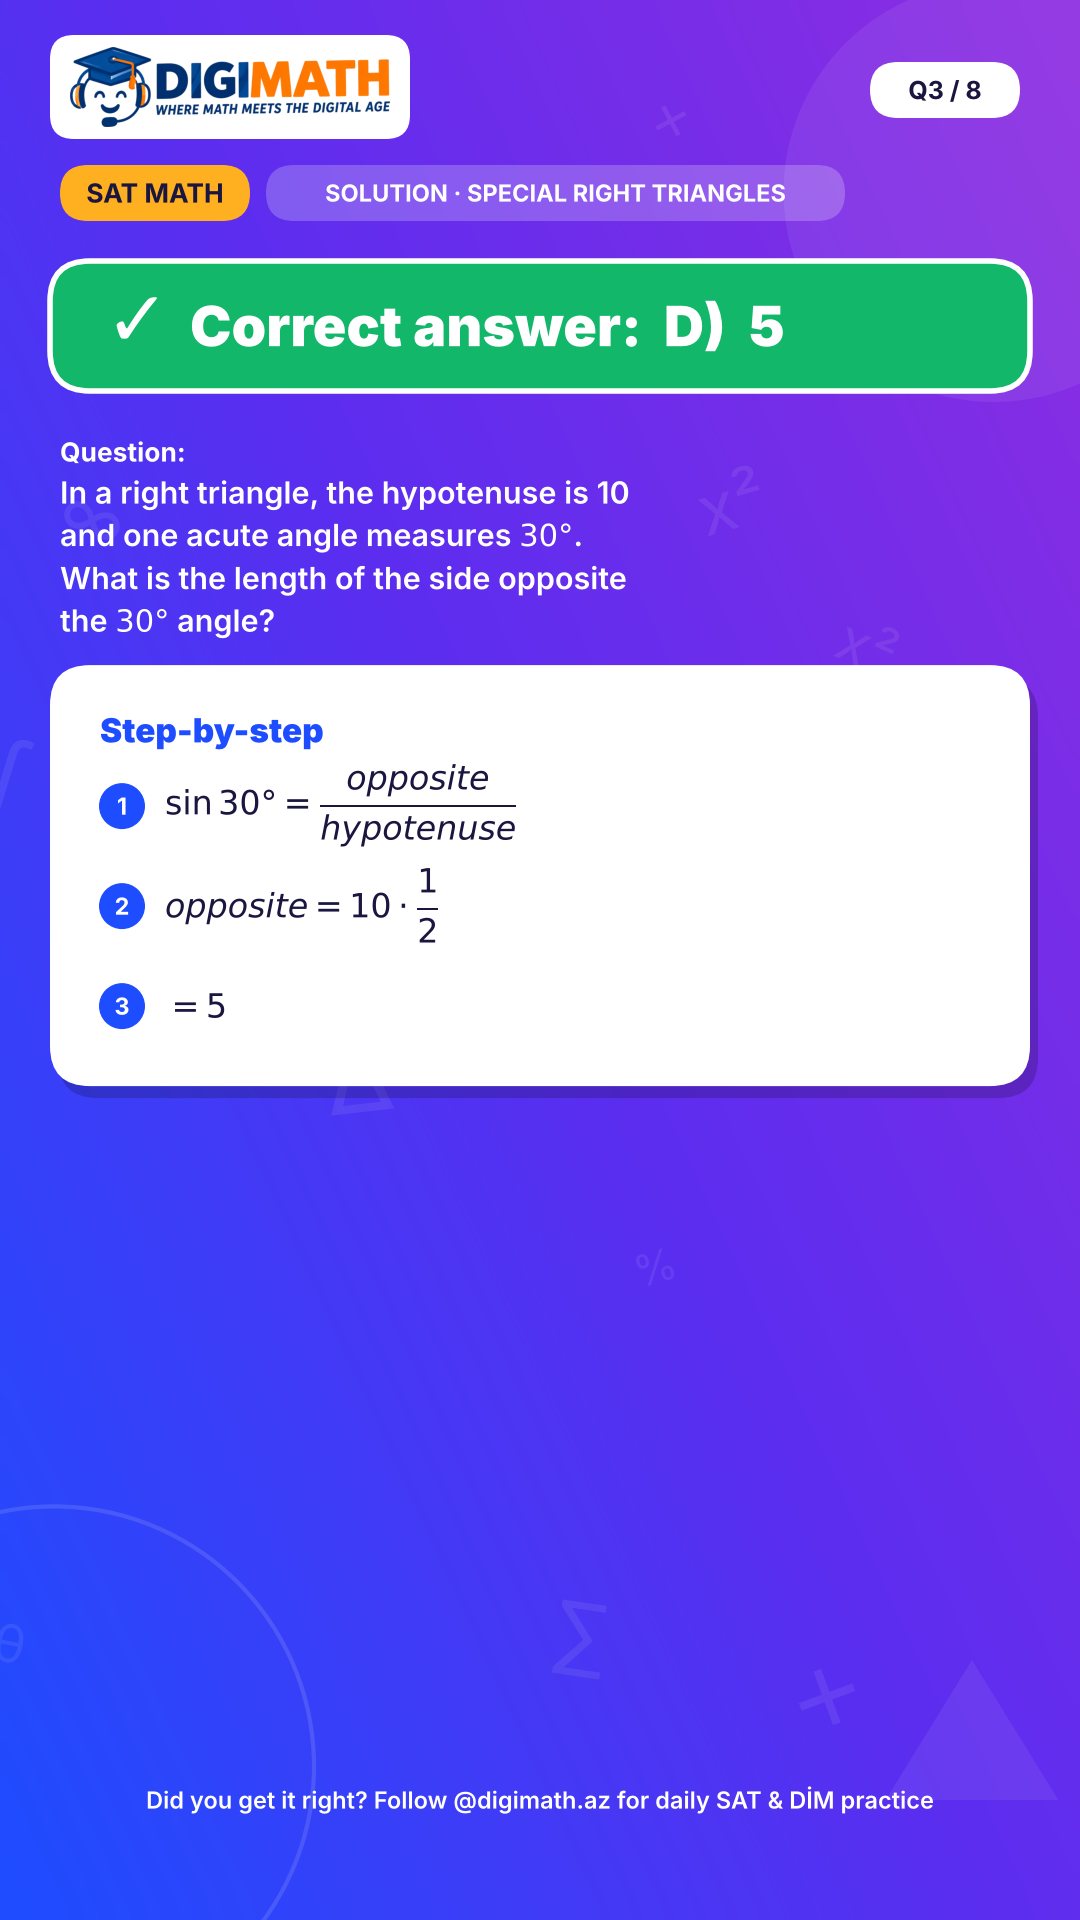 DIGIMATH
WHERE MATH MEETS THE DIGITAL AGE
Q3 / 8
SAT MATH
SOLUTION · SPECIAL RIGHT TRIANGLES
✓ Correct answer: D) 5
Question:
In a right triangle, the hypotenuse is 10
and one acute angle measures 30°.
What is the length of the side opposite
the 30° angle?
Step-by-step
1 sin 30° = opposite / hypotenuse
2 opposite = 10 · 1/2
3 = 5
Did you get it right? Follow @digimath.az for daily SAT & DİM practice